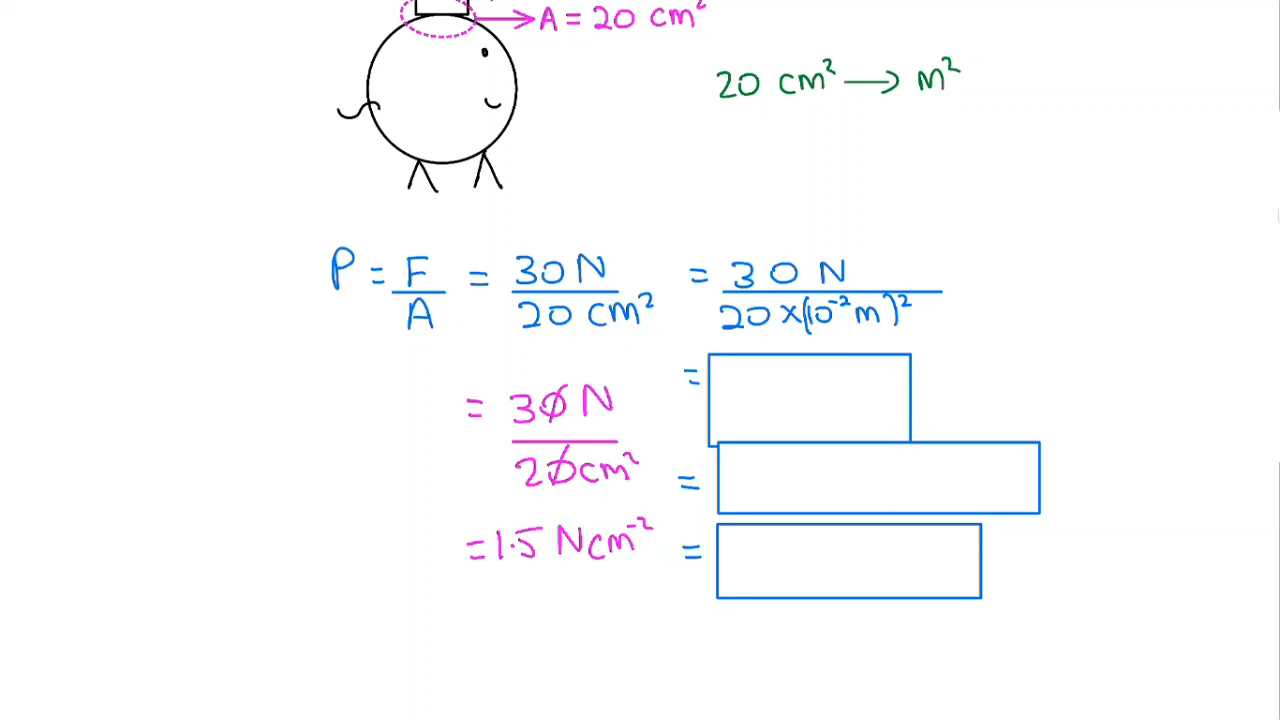 A = 20 cm²
20 cm² → m²
P = F/A = 30 N / 20 cm² = 30 N / 20 × (10⁻² m)²
= 30 N / 20 cm² =
=
= 1.5 N cm⁻² =